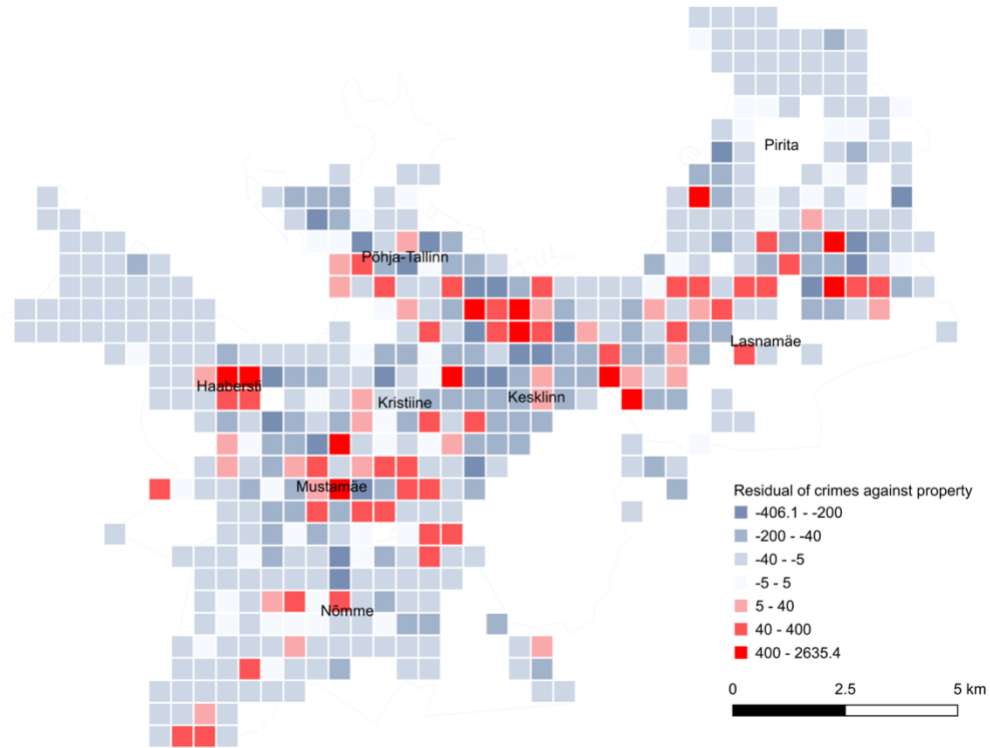 Pirita
Põhja-Tallinn
Lasnamäe
Haabersti
Kristiine
Kesklinn
Mustamäe
Nõmme
Residual of crimes against property
-406.1 - -200
-200 - -40
-40 - -5
-5 - 5
5 - 40
40 - 400
400 - 2635.4
0 2.5 5 km